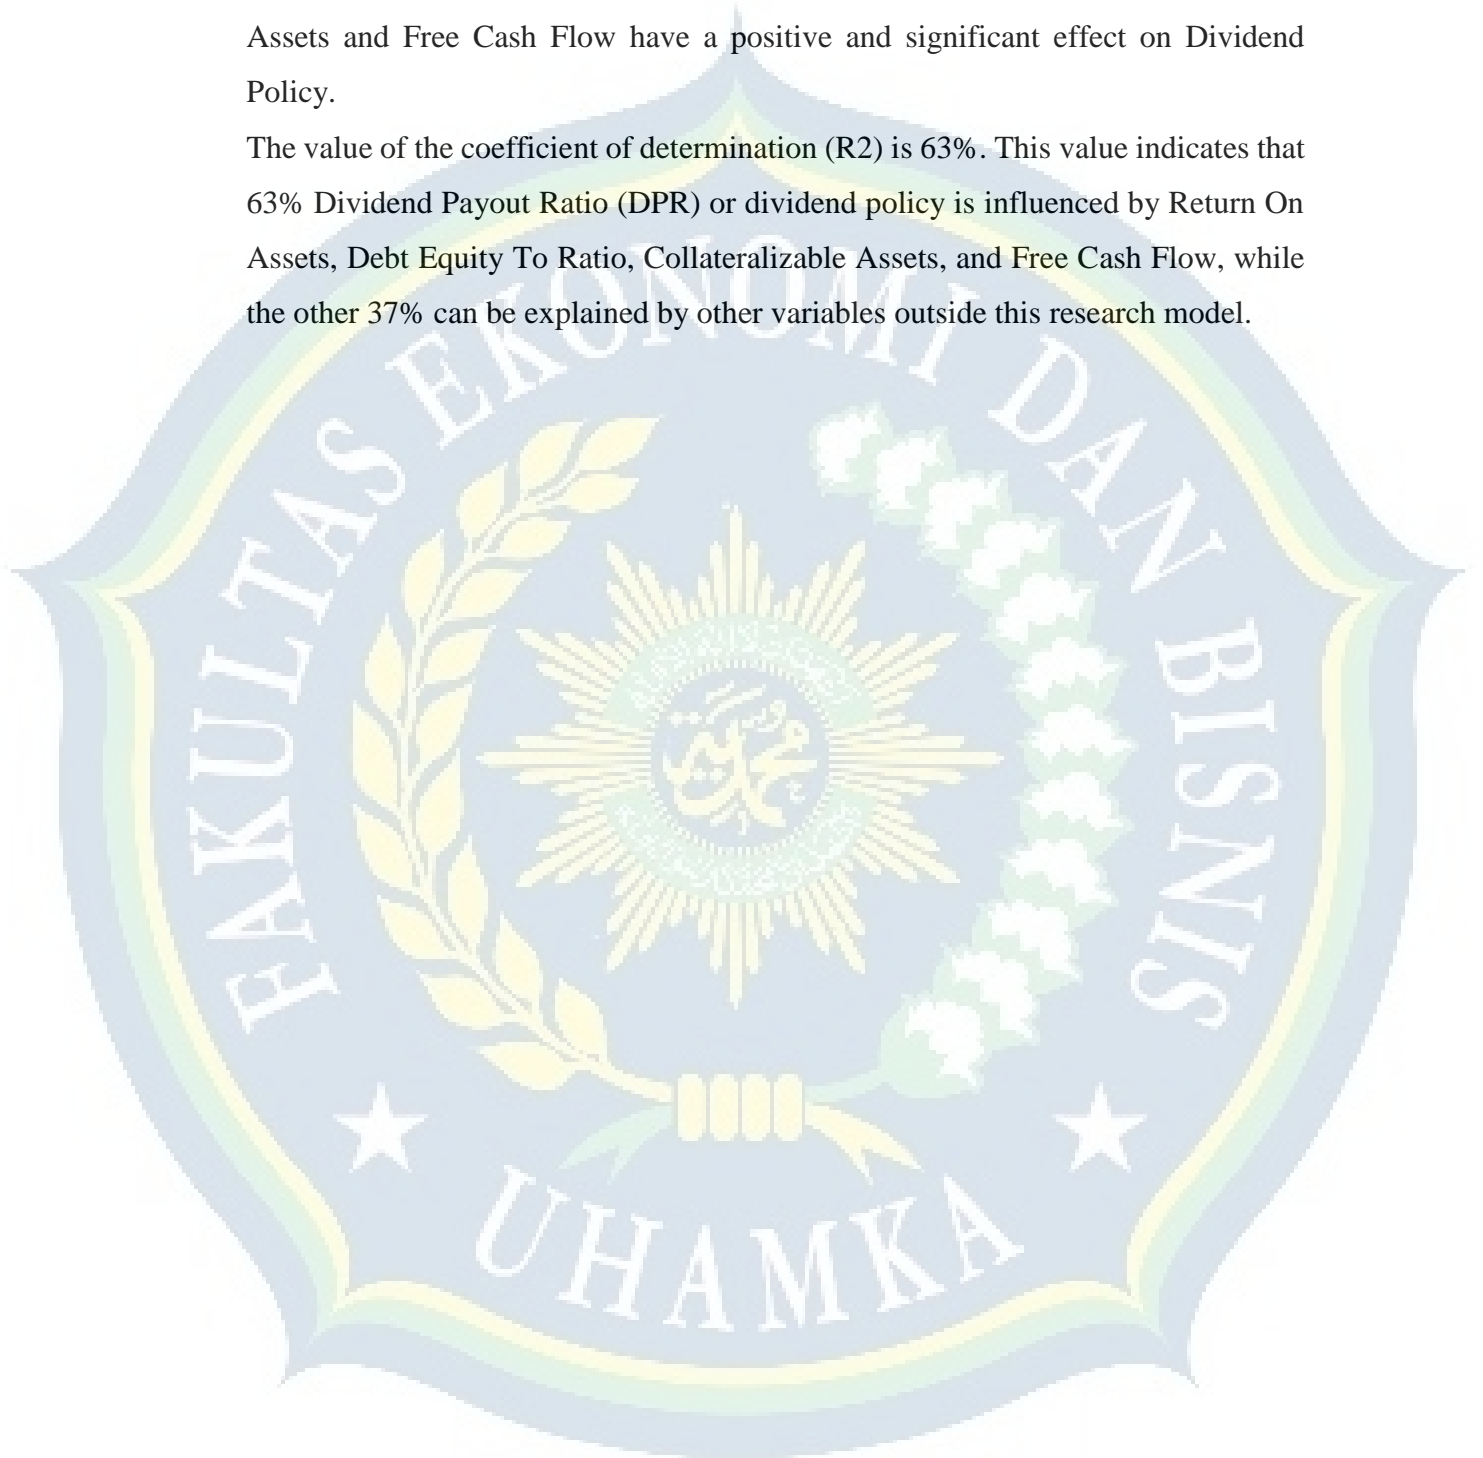 Assets and Free Cash Flow have a positive and significant effect on Dividend
Policy.
The value of the coefficient of determination (R2) is 63%. This value indicates that
63% Dividend Payout Ratio (DPR) or dividend policy is influenced by Return On
Assets, Debt Equity To Ratio, Collateralizable Assets, and Free Cash Flow, while
the other 37% can be explained by other variables outside this research model.
FAKULTAS EKONOMI DAN BISNIS
UHAMKA